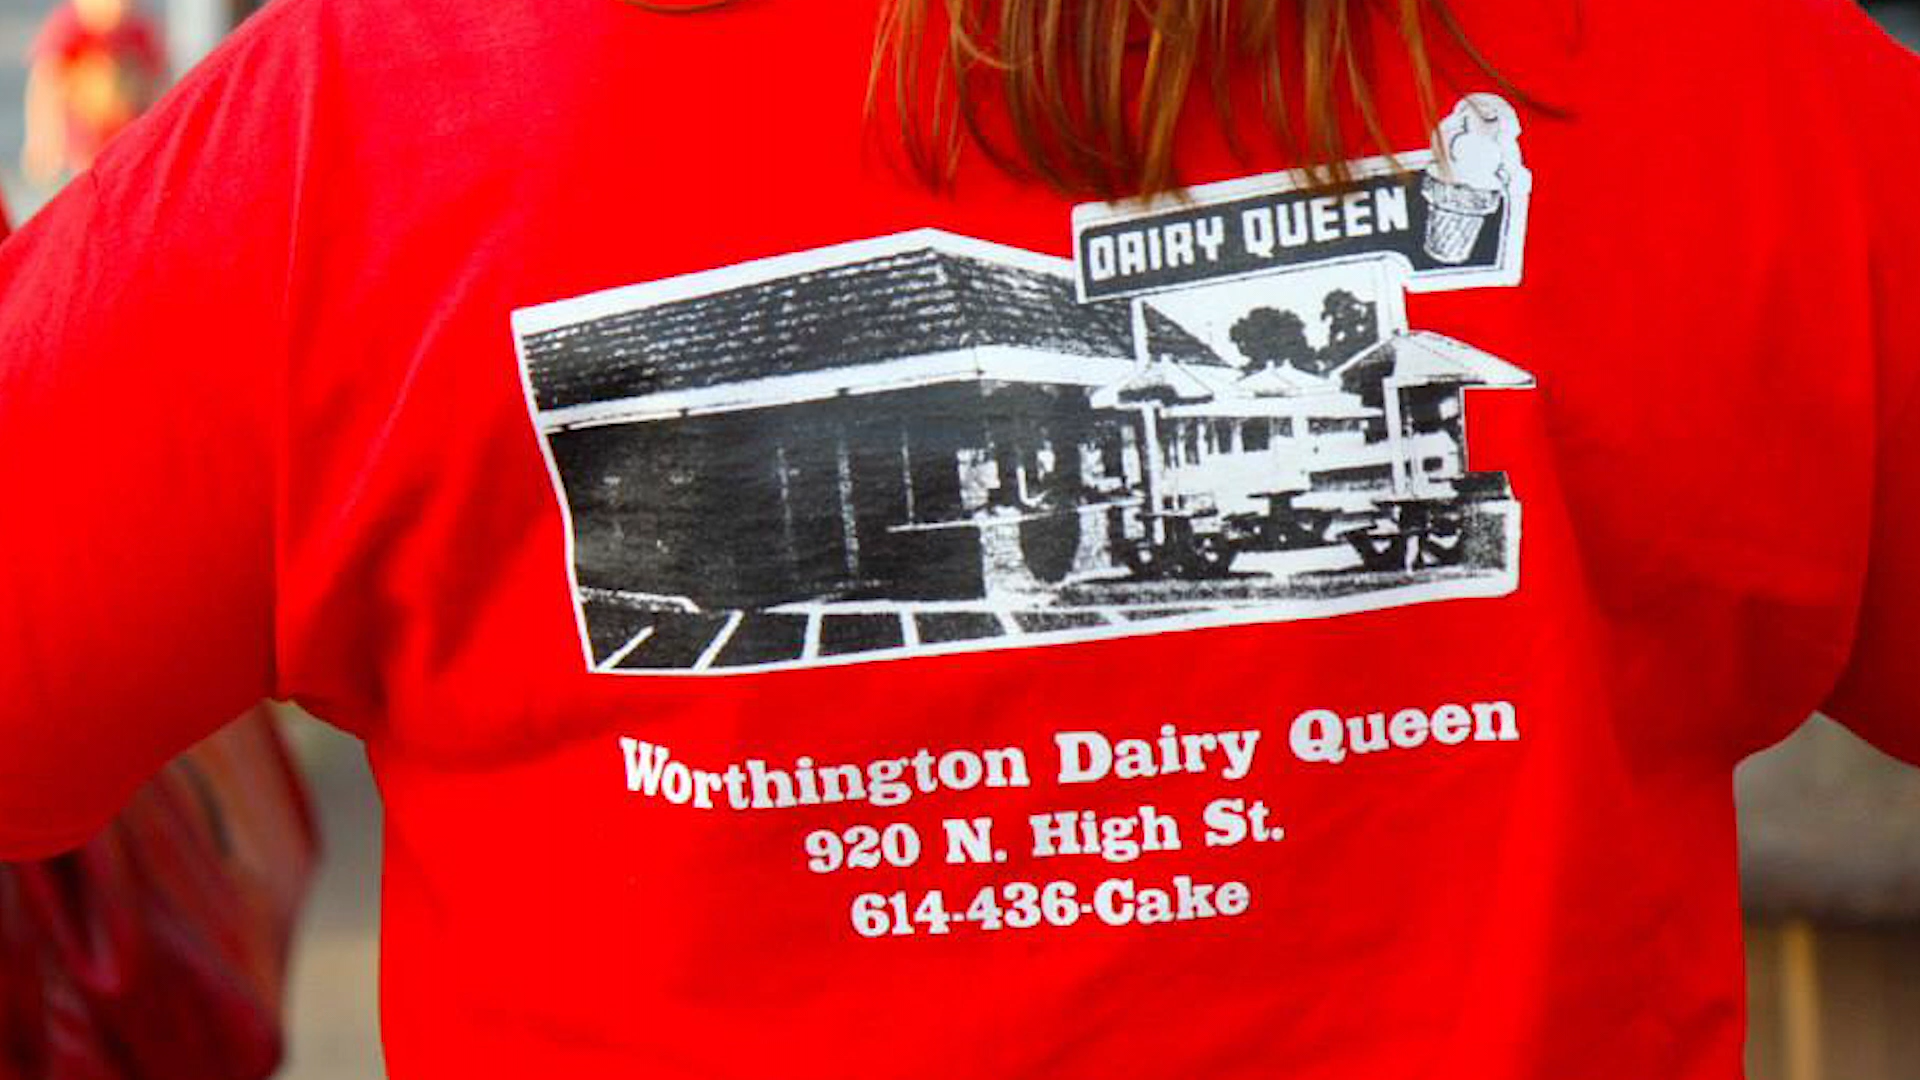 DAIRY QUEEN
Worthington Dairy Queen
920 N. High St.
614-436-Cake